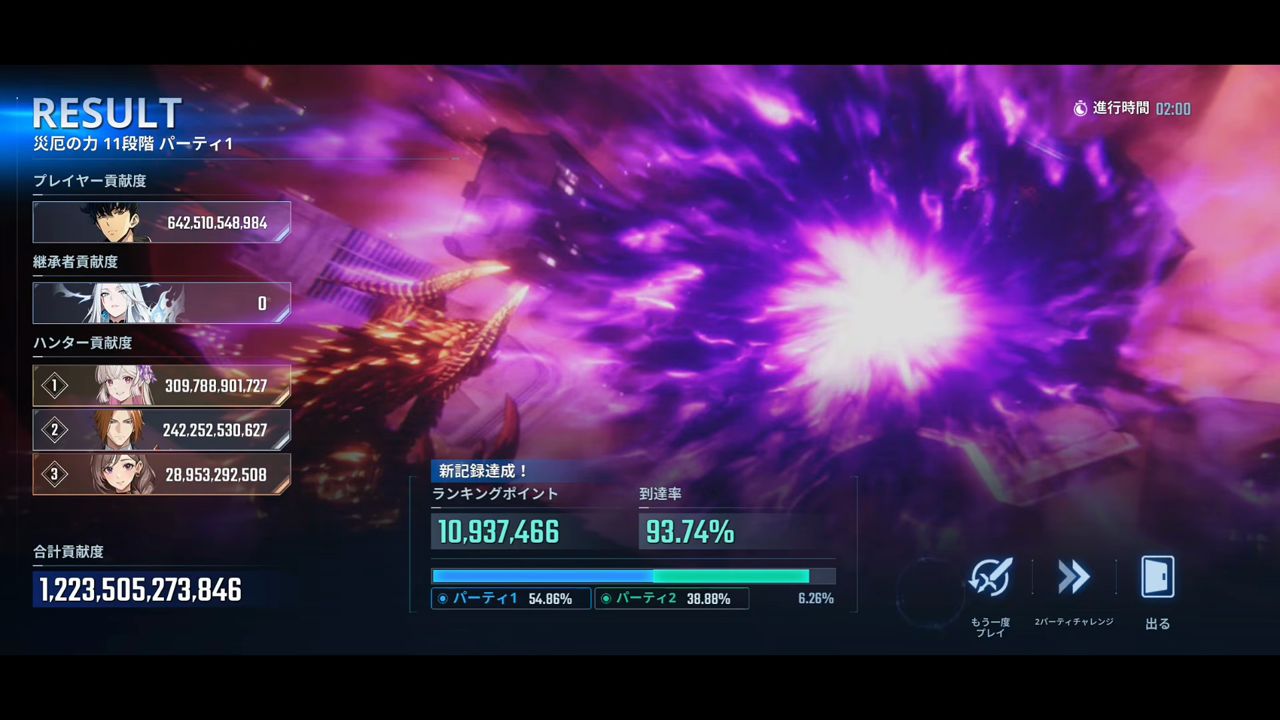 RESULT
災厄の力 11段階 パーティ1
進行時間 02:00
プレイヤー貢献度
642,510,548,984
継承者貢献度
0
ハンター貢献度
1 309,788,901,727
2 242,252,530,627
3 28,953,292,508
合計貢献度
1,223,505,273,846
新記録達成!
ランキングポイント 到達率
10,937,466 93.74%
パーティ1 54.86% パーティ2 38.88% 6.26%
もう一度
プレイ
2パーティチャレンジ
出る